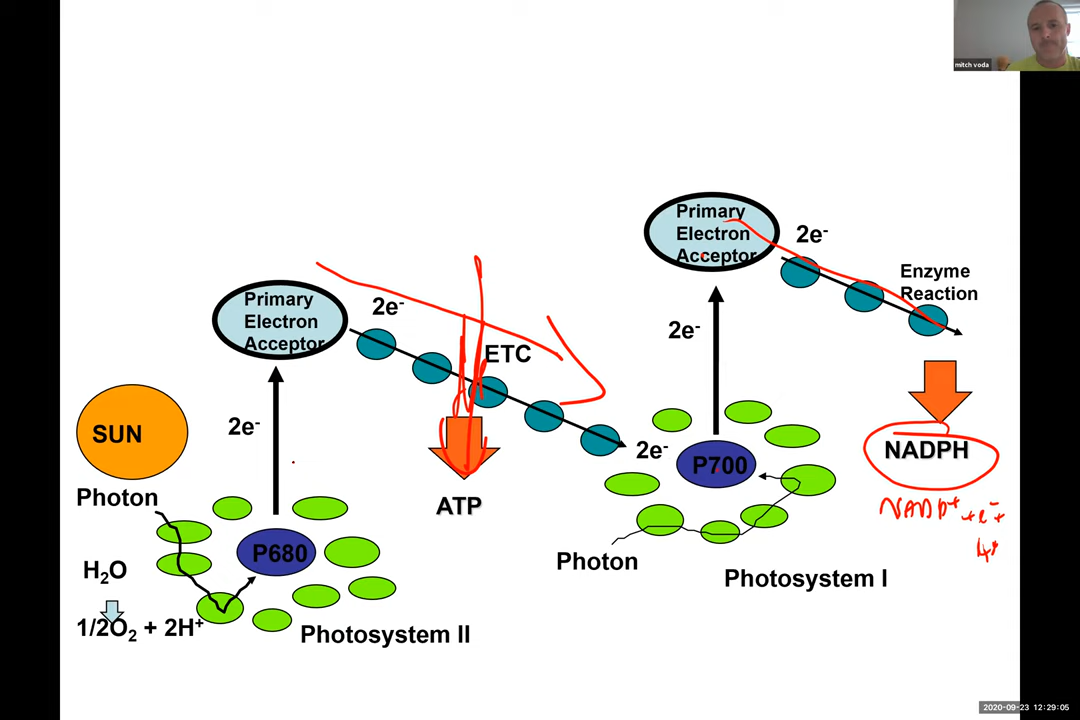 mitch voda
Primary
Electron
Acceptor
2e-
Enzyme
Reaction
2e-
Primary
Electron
Acceptor
2e-
ETC
SUN
2e-
2e-
P700
NADPH
Photon
ATP
NADP+ + e- +
H+
P680
Photon
H₂O
Photosystem I
1/2O₂ + 2H+
Photosystem II
2020-09-23 12:29:05